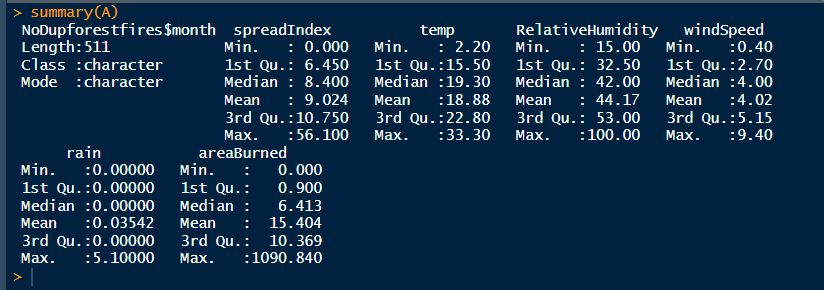 > summary(A)
NoDupforestfires$month spreadIndex temp RelativeHumidity windSpeed
Length:511 Min. : 0.000 Min. : 2.20 Min. : 15.00 Min. :0.40
Class :character 1st Qu.: 6.450 1st Qu.:15.50 1st Qu.: 32.50 1st Qu.:2.70
Mode :character Median : 8.400 Median :19.30 Median : 42.00 Median :4.00
Mean : 9.024 Mean :18.88 Mean : 44.17 Mean :4.02
3rd Qu.:10.750 3rd Qu.:22.80 3rd Qu.: 53.00 3rd Qu.:5.15
Max. :56.100 Max. :33.30 Max. :100.00 Max. :9.40
rain areaBurned
Min. :0.00000 Min. : 0.000
1st Qu.:0.00000 1st Qu.: 0.900
Median :0.00000 Median : 6.413
Mean :0.03542 Mean : 15.404
3rd Qu.:0.00000 3rd Qu.: 10.369
Max. :5.10000 Max. :1090.840
>